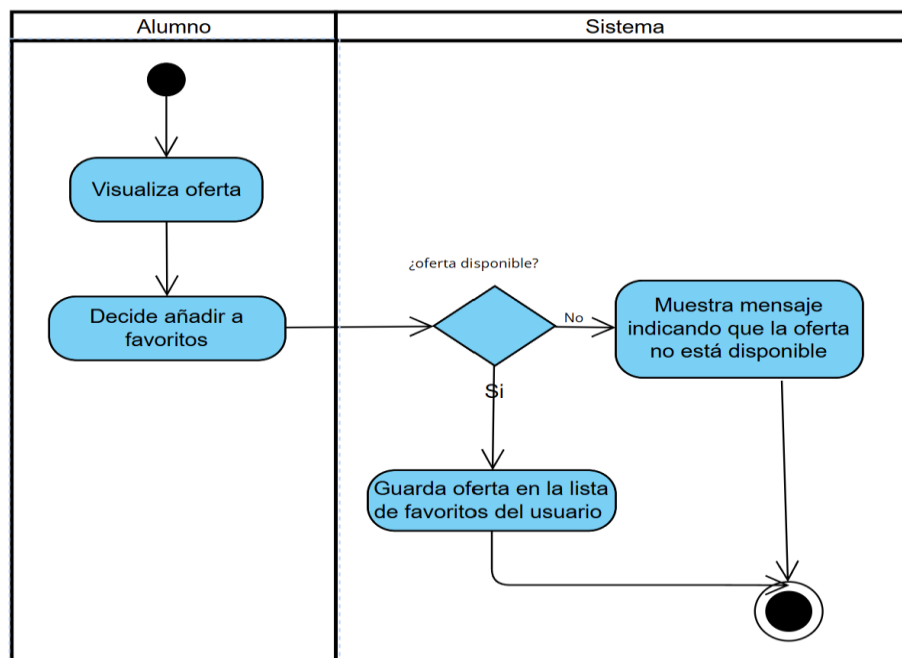 Alumno
Sistema
Visualiza oferta
Decide añadir a
favoritos
¿oferta disponible?
No
Muestra mensaje
indicando que la oferta
no está disponible
Si
Guarda oferta en la lista
de favoritos del usuario